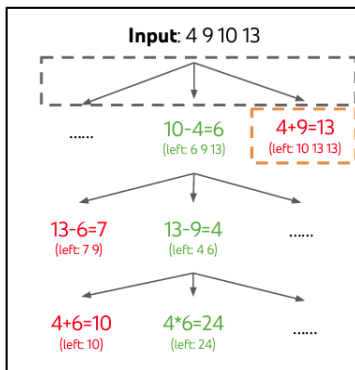 Input: 4 9 10 13
......
10-4=6
(left: 6 9 13)
4+9=13
(left: 10 13 13)
13-6=7
(left: 7 9)
13-9=4
(left: 4 6)
......
4+6=10
(left: 10)
4*6=24
(left: 24)
......